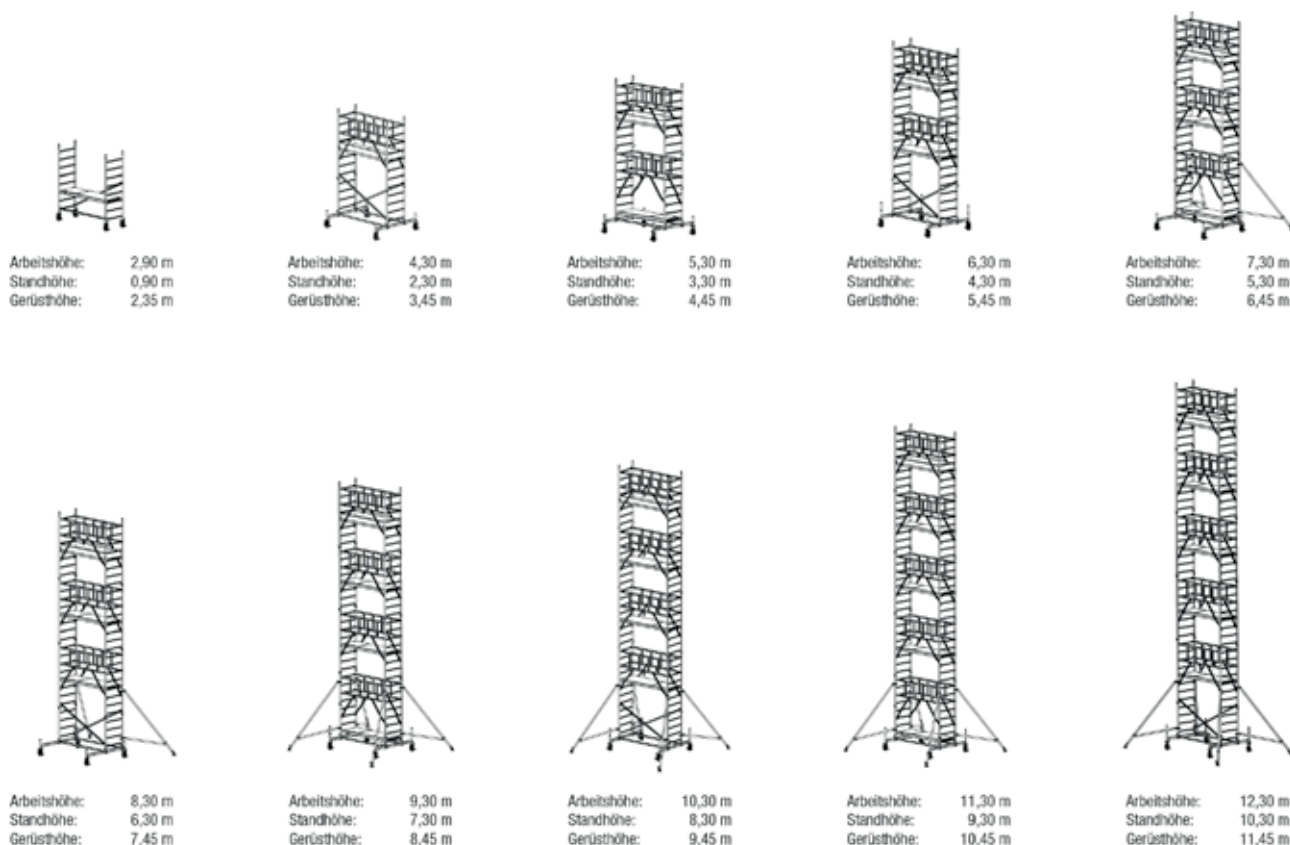 Arbeitshöhe: 2,90 m
Standhöhe: 0,90 m
Gerüsthöhe: 2,35 m
Arbeitshöhe: 4,30 m
Standhöhe: 2,30 m
Gerüsthöhe: 3,45 m
Arbeitshöhe: 5,30 m
Standhöhe: 3,30 m
Gerüsthöhe: 4,45 m
Arbeitshöhe: 6,30 m
Standhöhe: 4,30 m
Gerüsthöhe: 5,45 m
Arbeitshöhe: 7,30 m
Standhöhe: 5,30 m
Gerüsthöhe: 6,45 m
Arbeitshöhe: 8,30 m
Standhöhe: 6,30 m
Gerüsthöhe: 7,45 m
Arbeitshöhe: 9,30 m
Standhöhe: 7,30 m
Gerüsthöhe: 8,45 m
Arbeitshöhe: 10,30 m
Standhöhe: 8,30 m
Gerüsthöhe: 9,45 m
Arbeitshöhe: 11,30 m
Standhöhe: 9,30 m
Gerüsthöhe: 10,45 m
Arbeitshöhe: 12,30 m
Standhöhe: 10,30 m
Gerüsthöhe: 11,45 m